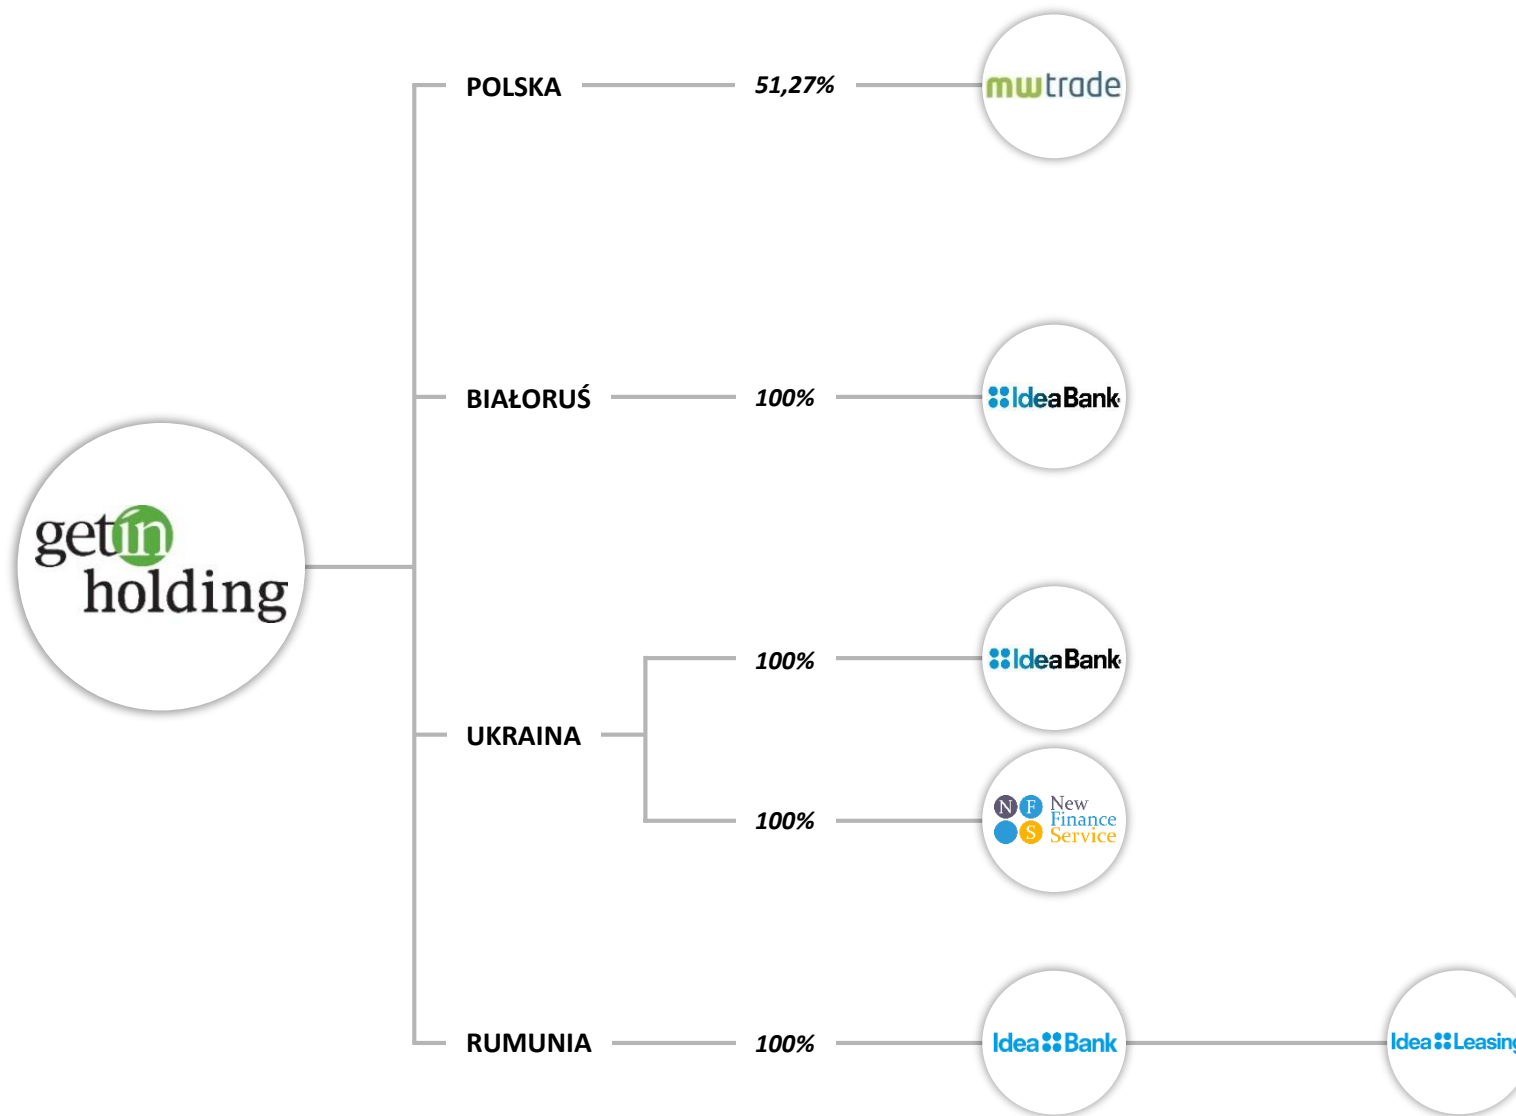 POLSKA 51,27% mwtrade
BIAŁORUŚ 100% IdeaBank
getin
holding
100% IdeaBank
UKRAINA
100% N F S New
Finance
Service
RUMUNIA 100% Idea Bank Idea Leasing